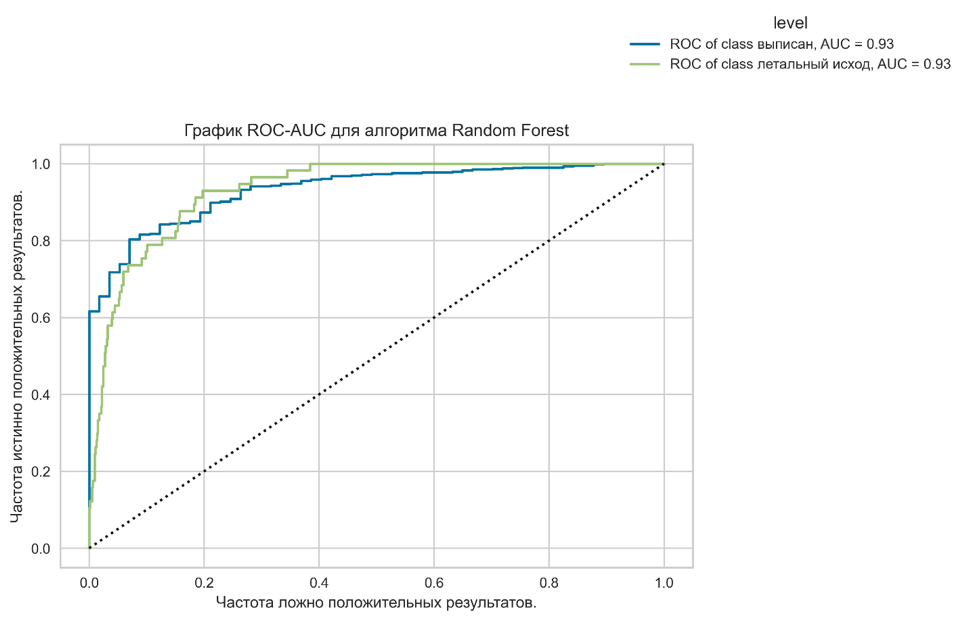 level
ROC of class выписан, AUC = 0.93
ROC of class летальный исход, AUC = 0.93
График ROC-AUC для алгоритма Random Forest
Частота истинно положительных результатов.
1.0
0.8
0.6
0.4
0.2
0.0
0.0 0.2 0.4 0.6 0.8 1.0
Частота ложно положительных результатов.